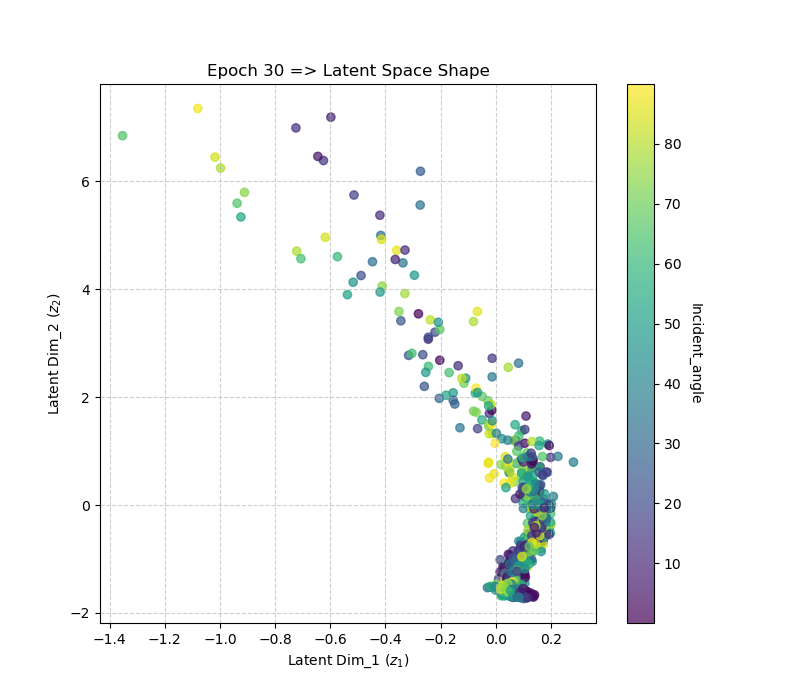 Epoch 30 => Latent Space Shape
Latent Dim_2 (z₂)
6
4
2
0
−2
−1.4 −1.2 −1.0 −0.8 −0.6 −0.4 −0.2 0.0 0.2
Latent Dim_1 (z₁)
80
70
60
50
40
30
20
10
Incident_angle